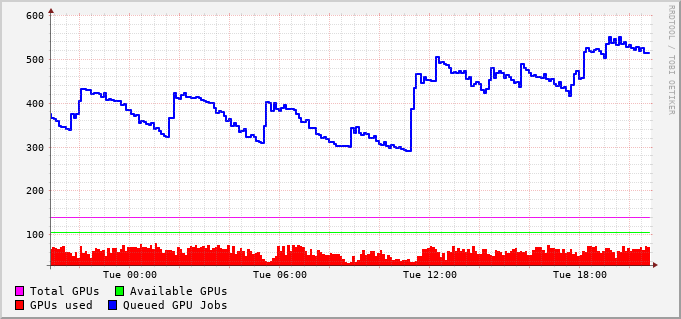 600
500
400
300
200
100
Tue 00:00 Tue 06:00 Tue 12:00 Tue 18:00
Total GPUs Available GPUs
GPUs used Queued GPU Jobs
RRDTOOL / TOBI OETIKER